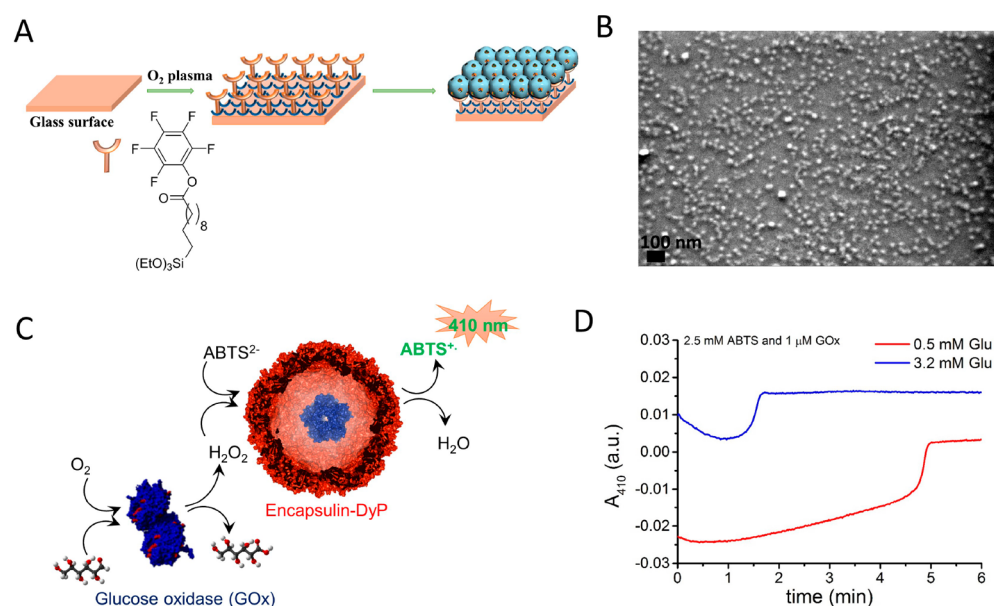 A
O₂ plasma
Glass surface
F
F
F
F
F
O
O
8
(EtO)₃Si
B
100 nm
C
410 nm
ABTS²⁻
ABTS⁺·
H₂O₂
H₂O
O₂
Encapsulin-DyP
Glucose oxidase (GOx)
D
2.5 mM ABTS and 1 μM GOx
0.5 mM Glu
3.2 mM Glu
0.03
0.02
0.01
0.00
-0.01
-0.02
-0.03
A₄₁₀ (a.u.)
0 1 2 3 4 5 6
time (min)